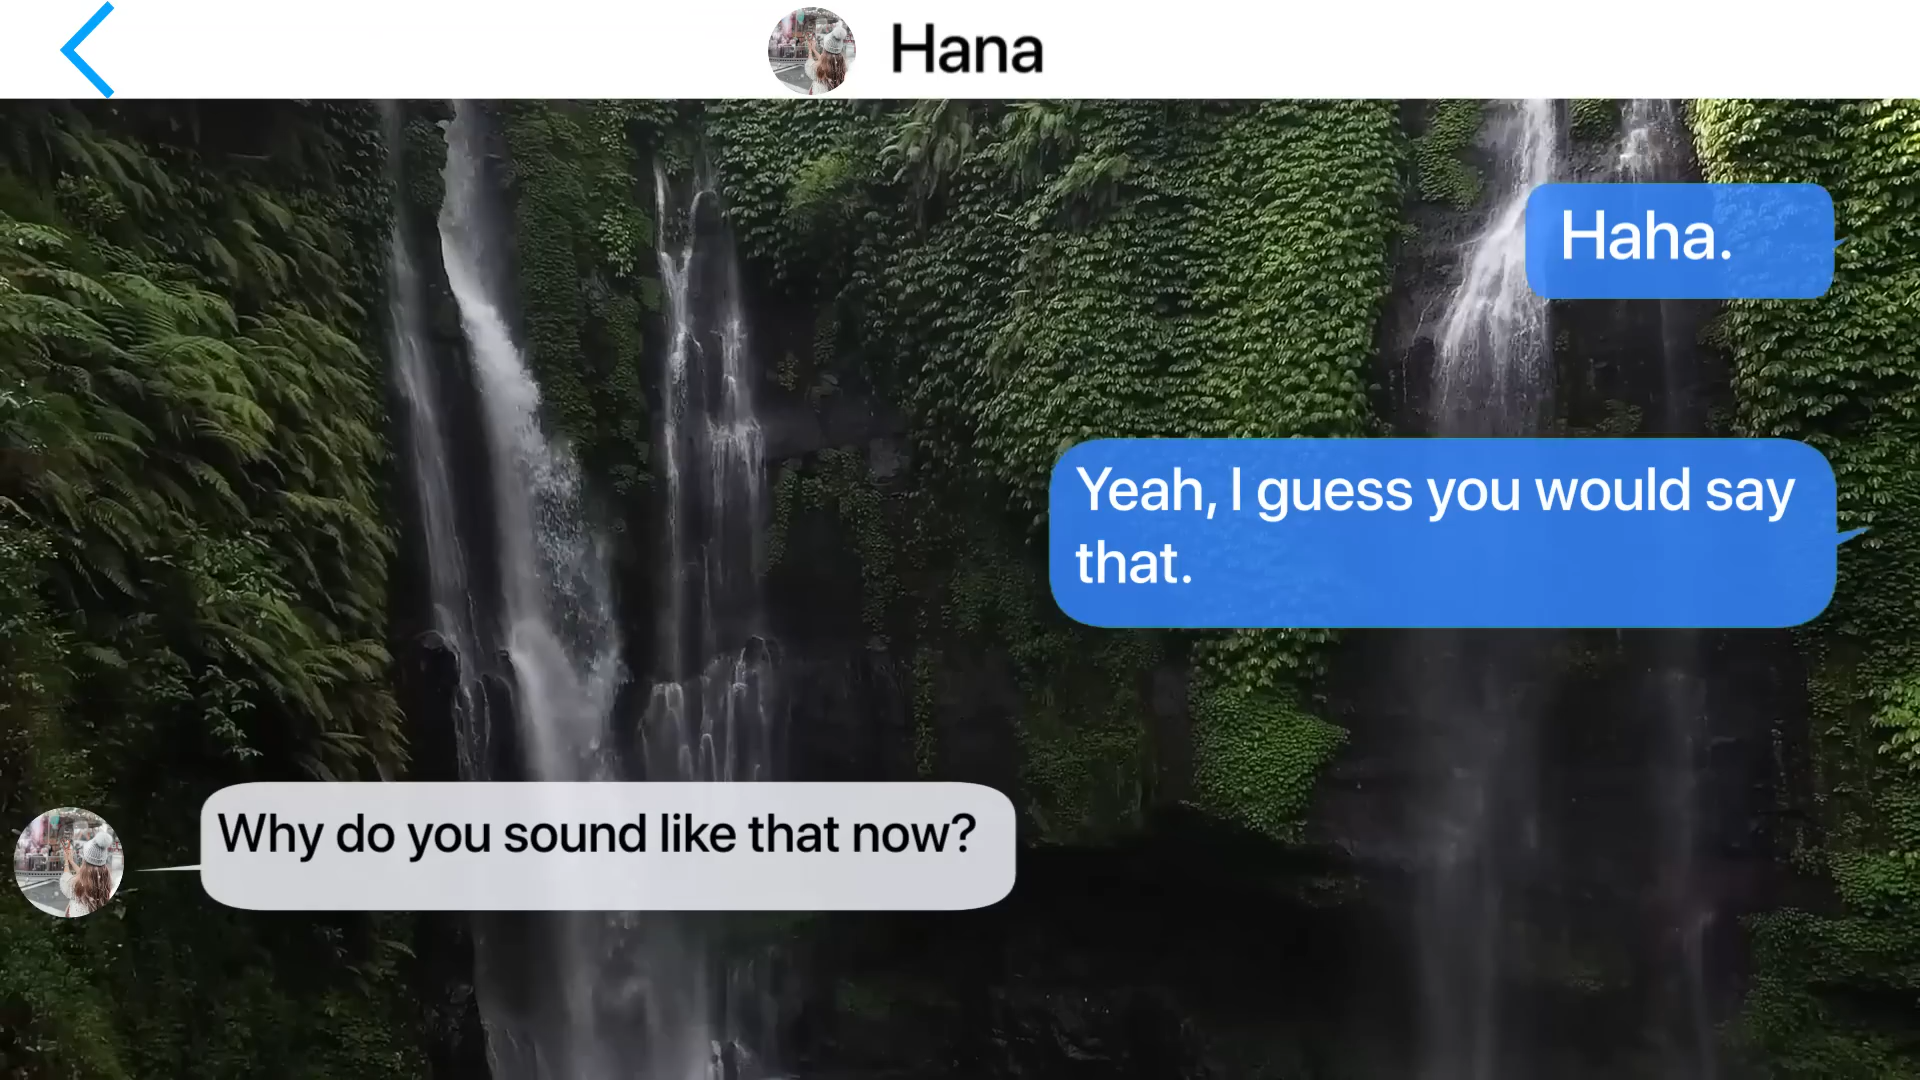 Hana
Haha.
Yeah, I guess you would say
that.
Why do you sound like that now?